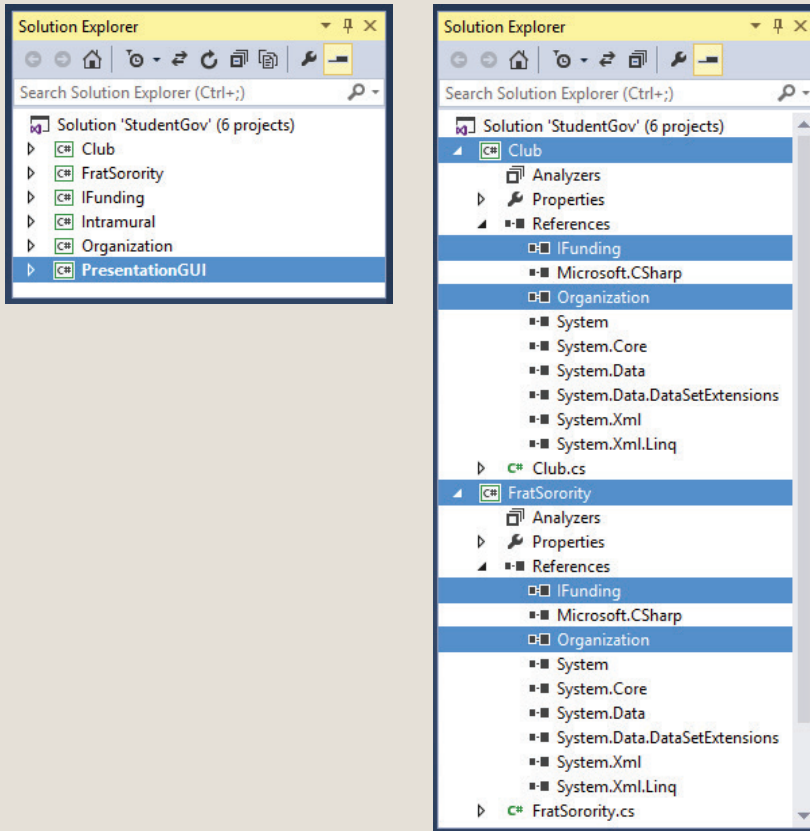 Solution Explorer
Search Solution Explorer (Ctrl+;)
Solution 'StudentGov' (6 projects)
C# Club
C# FratSorority
C# IFunding
C# Intramural
C# Organization
C# PresentationGUI
Solution Explorer
Search Solution Explorer (Ctrl+;)
Solution 'StudentGov' (6 projects)
C# Club
Analyzers
Properties
References
IFunding
Microsoft.CSharp
Organization
System
System.Core
System.Data
System.Data.DataSetExtensions
System.Xml
System.Xml.Linq
C# Club.cs
C# FratSorority
Analyzers
Properties
References
IFunding
Microsoft.CSharp
Organization
System
System.Core
System.Data
System.Data.DataSetExtensions
System.Xml
System.Xml.Linq
C# FratSorority.cs